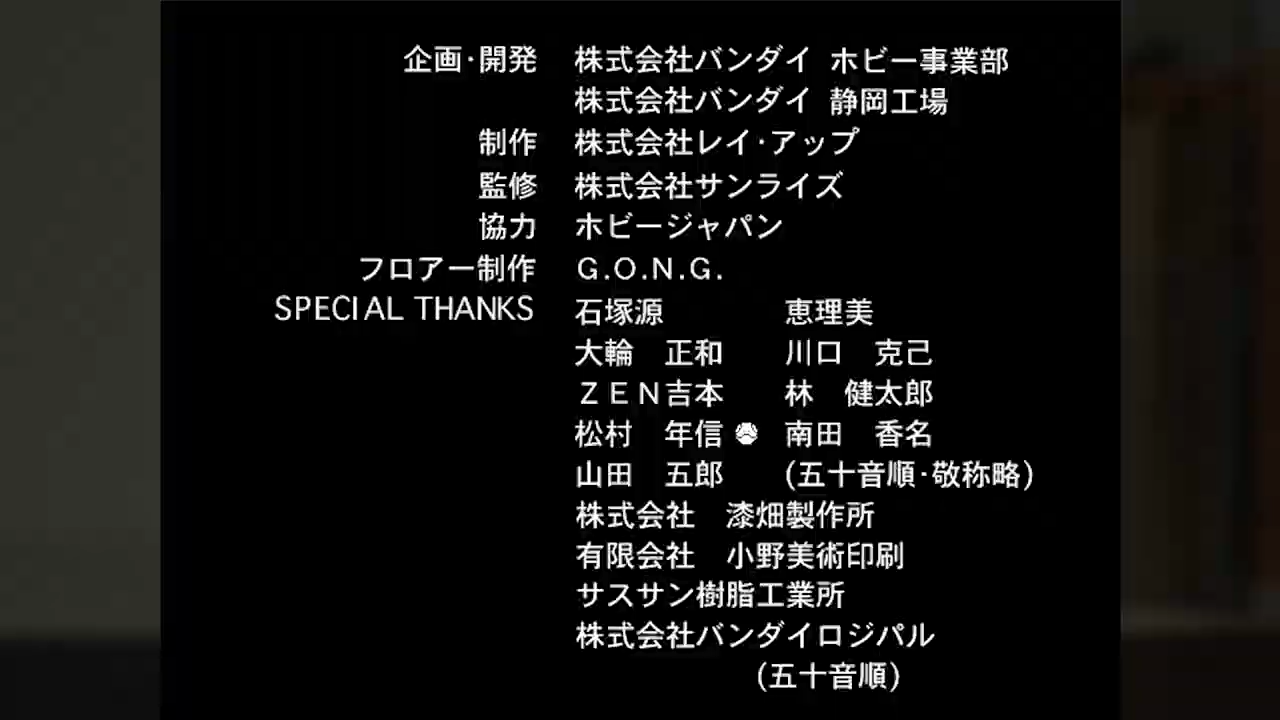 企画・開発 株式会社バンダイ ホビー事業部
株式会社バンダイ 静岡工場
制作 株式会社レイ・アップ
監修 株式会社サンライズ
協力 ホビージャパン
フロアー制作 G.O.N.G.
SPECIAL THANKS 石塚源 恵理美
大輪 正和 川口 克己
ZEN吉本 林 健太郎
松村 年信 南田 香名
山田 五郎 (五十音順・敬称略)
株式会社 漆畑製作所
有限会社 小野美術印刷
サスサン樹脂工業所
株式会社バンダイロジパル
(五十音順)